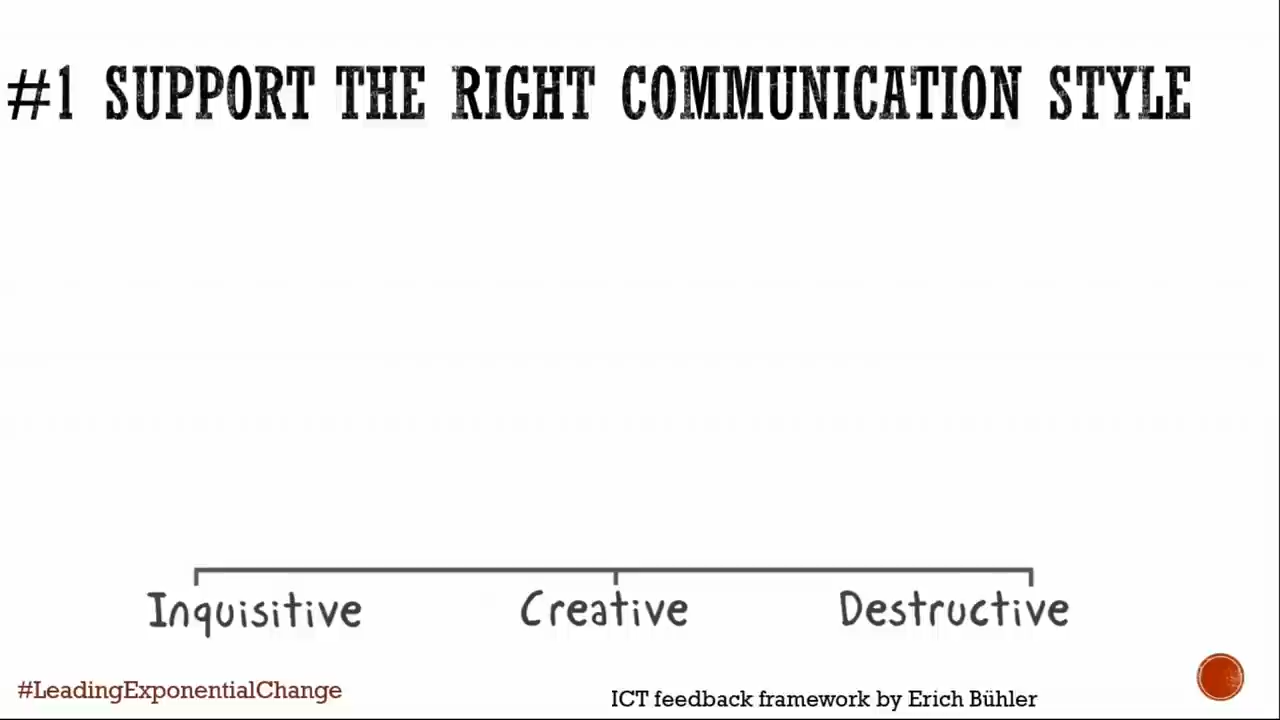 #1 SUPPORT THE RIGHT COMMUNICATION STYLE
Inquisitive Creative Destructive
#LeadingExponentialChange
ICT feedback framework by Erich Bühler